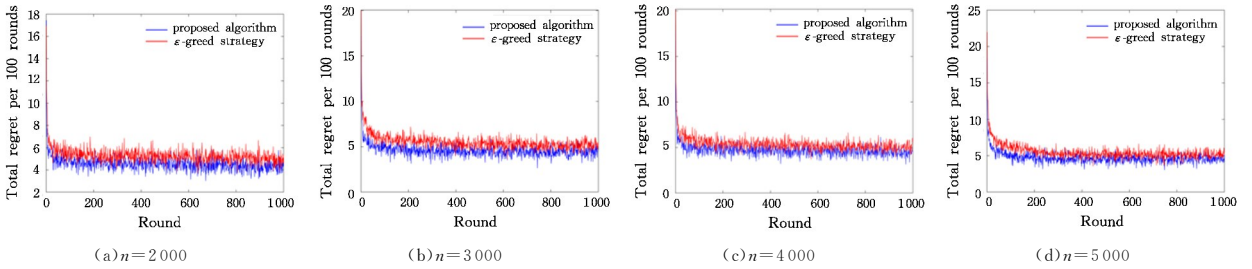 Total regret per 100 rounds
18
16
14
12
10
8
6
4
2
proposed algorithm
ε-greed strategy
0 200 400 600 800 1 000
Round
(a)n=2 000
Total regret per 100 rounds
20
15
10
5
0
proposed algorithm
ε-greed strategy
0 200 400 600 800 1 000
Round
(b)n=3 000
Total regret per 100 rounds
20
15
10
5
0
proposed algorithm
ε-greed strategy
0 200 400 600 800 1 000
Round
(c)n=4 000
Total regret per 100 rounds
25
20
15
10
5
0
proposed algorithm
ε-greed strategy
0 200 400 600 800 1 000
Round
(d)n=5 000